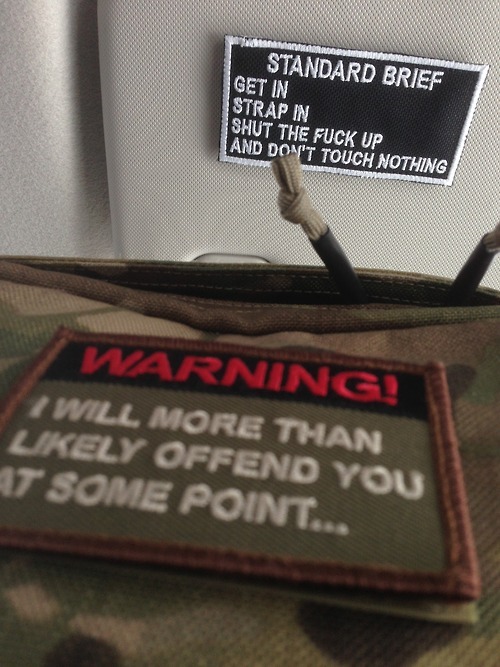 STANDARD BRIEF
GET IN
STRAP IN
SHUT THE FUCK UP
AND DON'T TOUCH NOTHING
WARNING!
I WILL MORE THAN
LIKELY OFFEND YOU
AT SOME POINT...